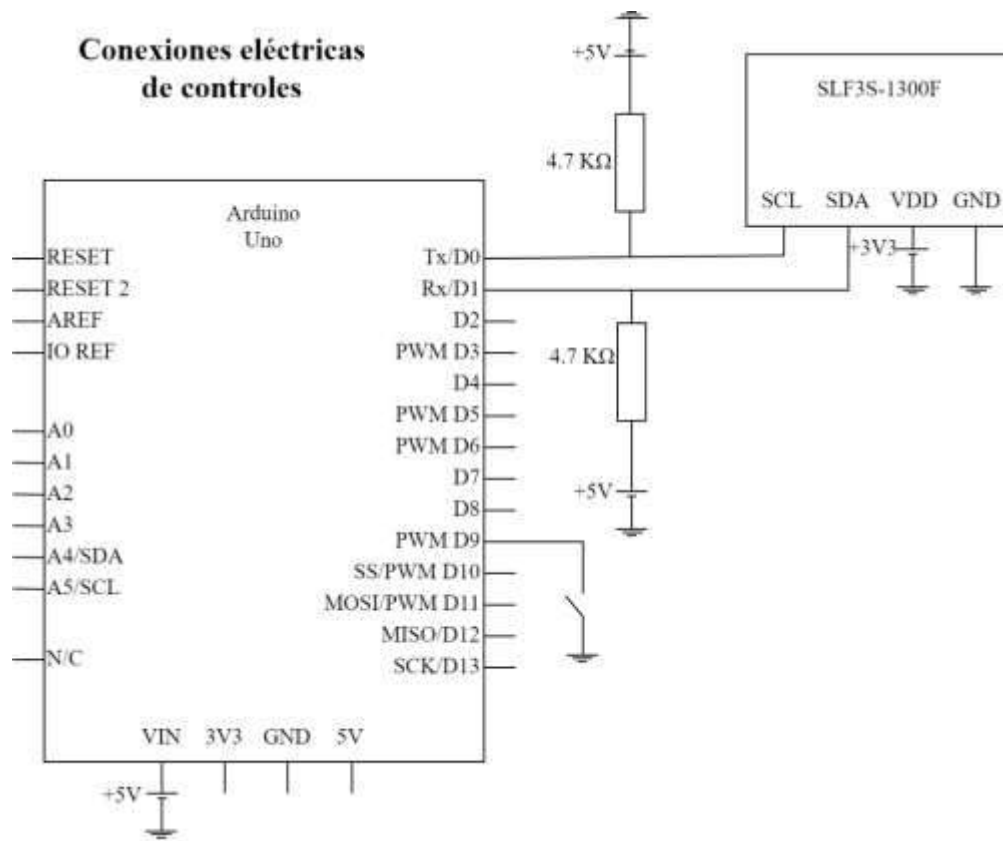 Conexiones eléctricas
de controles
+5V
4.7 KΩ
SLF3S-1300F
SCL SDA VDD GND
+3V3
Arduino
Uno
RESET
RESET 2
AREF
IO REF
A0
A1
A2
A3
A4/SDA
A5/SCL
N/C
Tx/D0
Rx/D1
D2
PWM D3
D4
PWM D5
PWM D6
D7
D8
PWM D9
SS/PWM D10
MOSI/PWM D11
MISO/D12
SCK/D13
VIN 3V3 GND 5V
+5V
4.7 KΩ
+5V